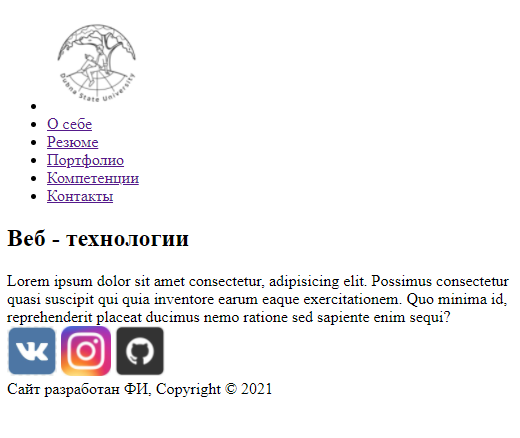 Dubna State University
О себе
Резюме
Портфолио
Компетенции
Контакты
Веб - технологии
Lorem ipsum dolor sit amet consectetur, adipisicing elit. Possimus consectetur
quasi suscipit qui quia inventore earum eaque exercitationem. Quo minima id,
reprehenderit placeat ducimus nemo ratione sed sapiente enim sequi?
Сайт разработан ФИ, Copyright © 2021